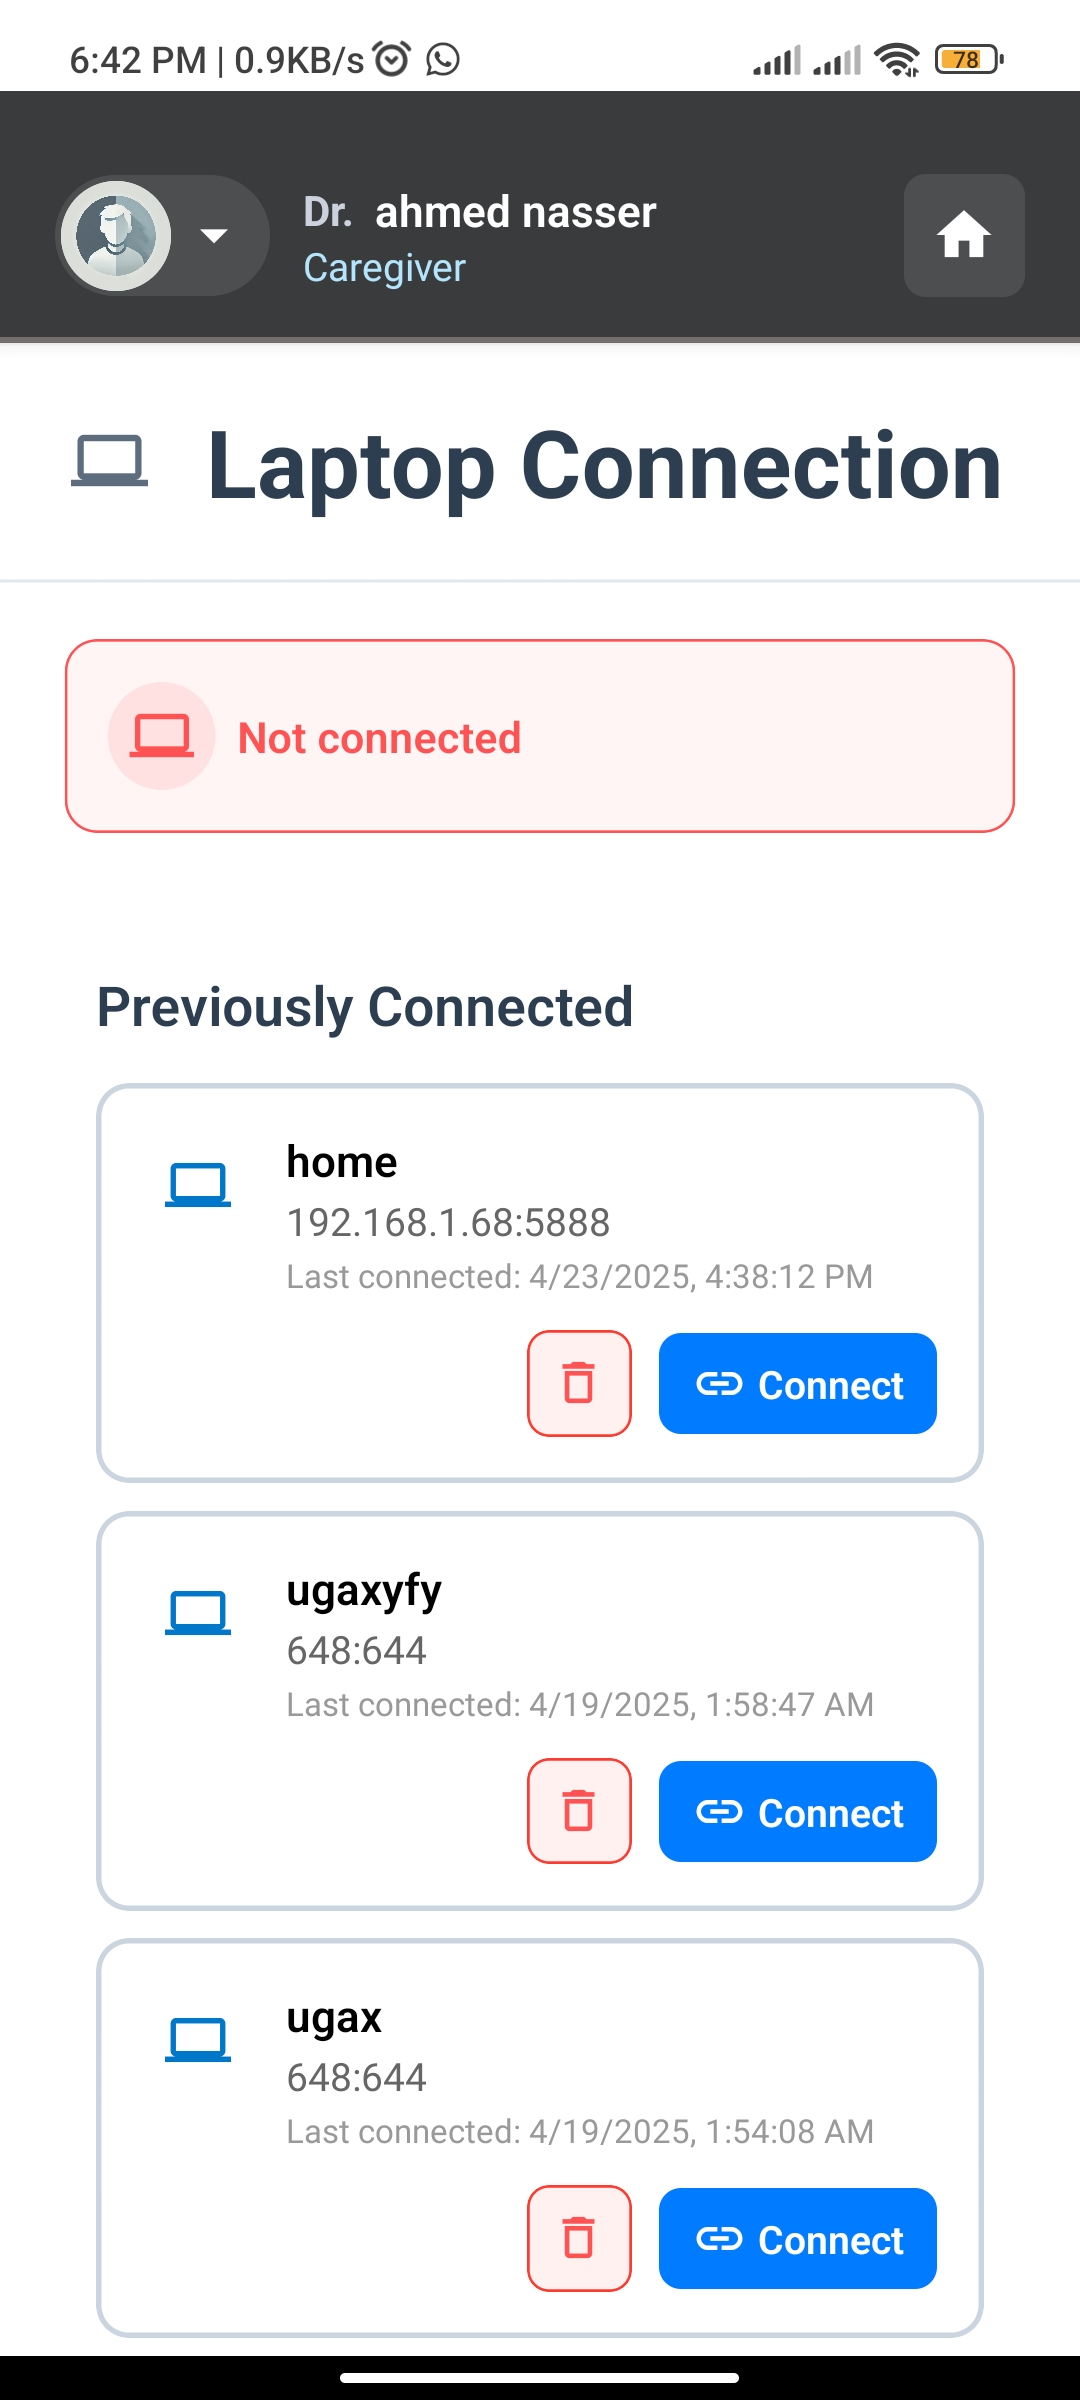 6:42 PM | 0.9KB/s
78
Dr. ahmed nasser
Caregiver
Laptop Connection
Not connected
Previously Connected
home
192.168.1.68:5888
Last connected: 4/23/2025, 4:38:12 PM
Connect
ugaxyfy
648:644
Last connected: 4/19/2025, 1:58:47 AM
Connect
ugax
648:644
Last connected: 4/19/2025, 1:54:08 AM
Connect